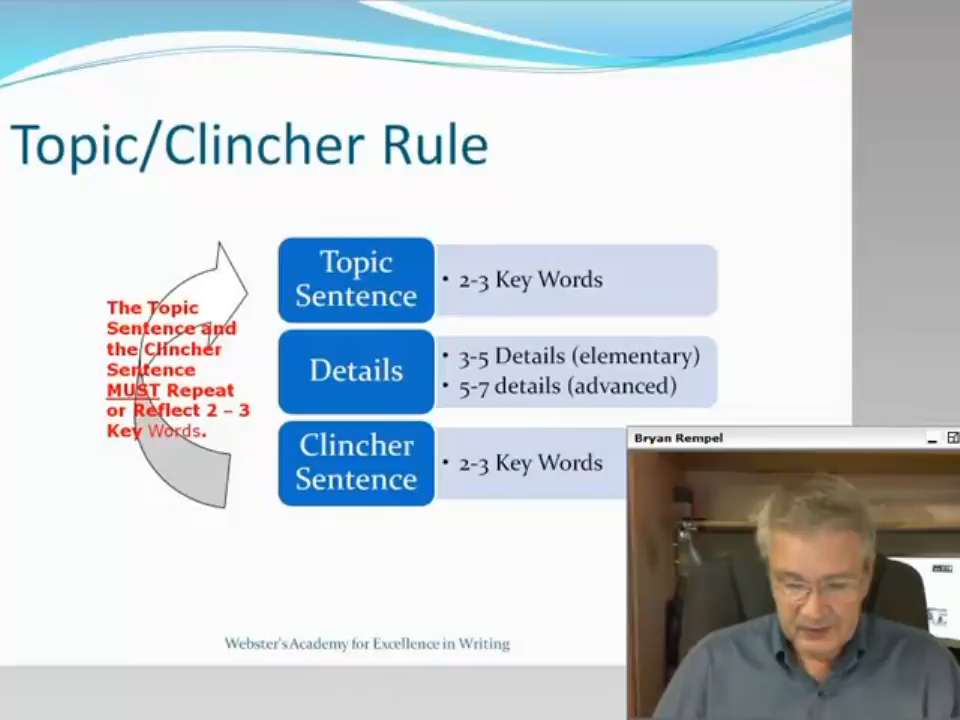 Topic/Clincher Rule
Topic
Sentence
• 2-3 Key Words
The Topic
Sentence and
the Clincher
Sentence
MUST Repeat
or Reflect 2 – 3
Key Words.
Details
• 3-5 Details (elementary)
• 5-7 details (advanced)
Clincher
Sentence
• 2-3 Key Words
Bryan Rempel
Webster's Academy for Excellence in Writing